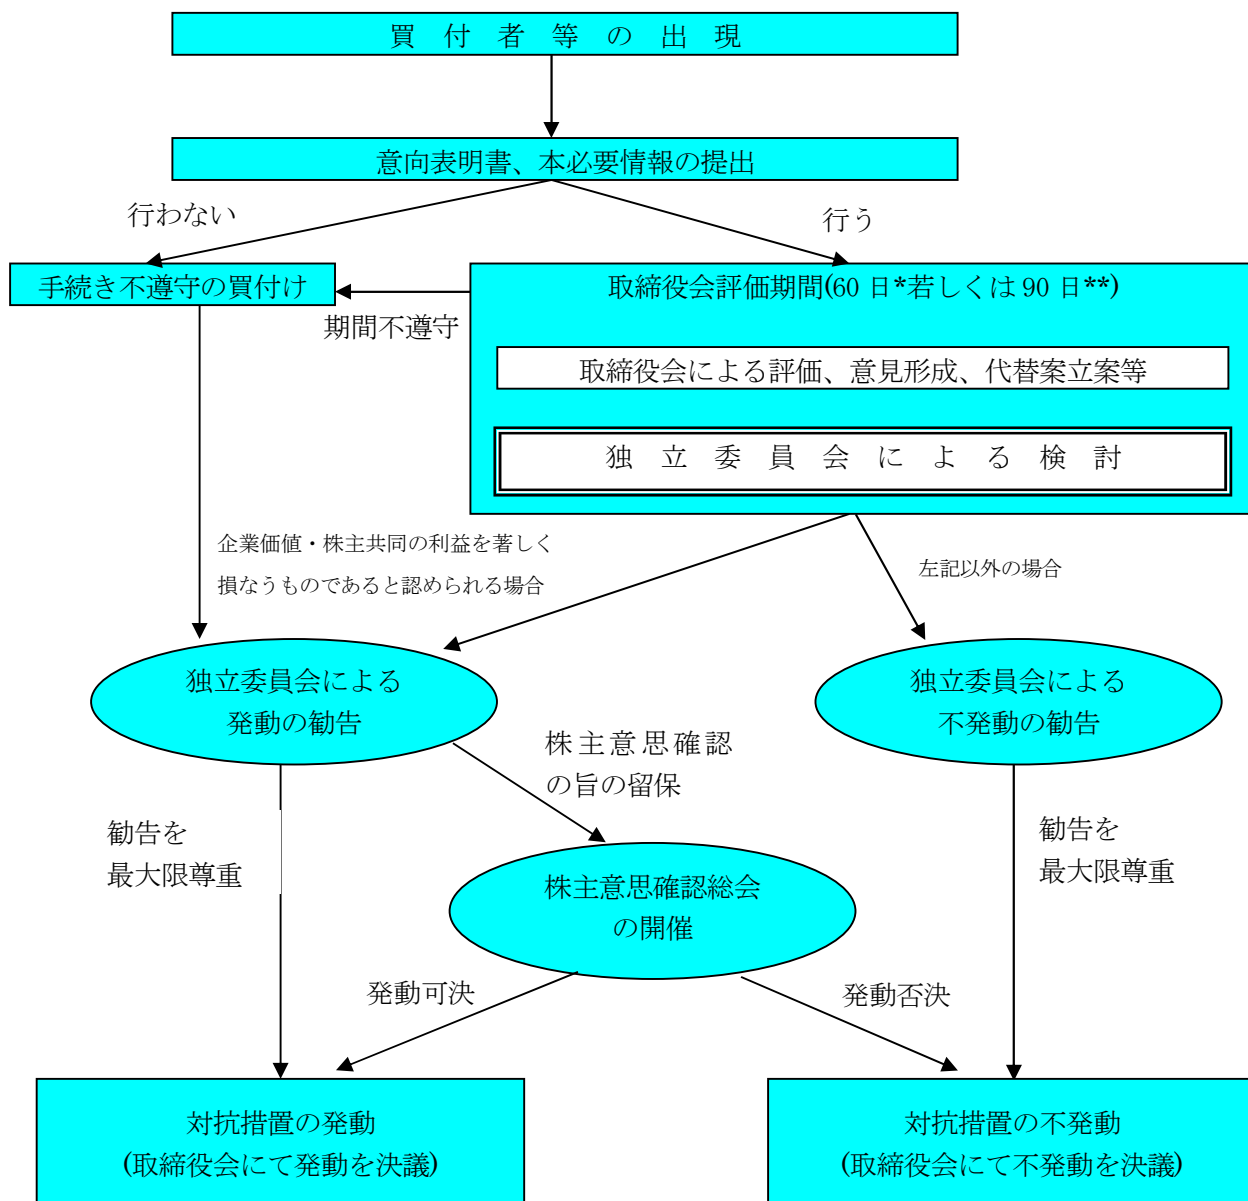 買付者等の出現
意向表明書、本必要情報の提出
行わない
行う
手続き不遵守の買付け
取締役会評価期間(60日*若しくは90日**)
期間不遵守
取締役会による評価、意見形成、代替案立案等
独立委員会による検討
企業価値・株主共同の利益を著しく
損なうものであると認められる場合
左記以外の場合
独立委員会による
発動の勧告
独立委員会による
不発動の勧告
株主意思確認
の旨の留保
勧告を
最大限尊重
勧告を
最大限尊重
株主意思確認総会
の開催
発動可決
発動否決
対抗措置の発動
(取締役会にて発動を決議)
対抗措置の不発動
(取締役会にて不発動を決議)